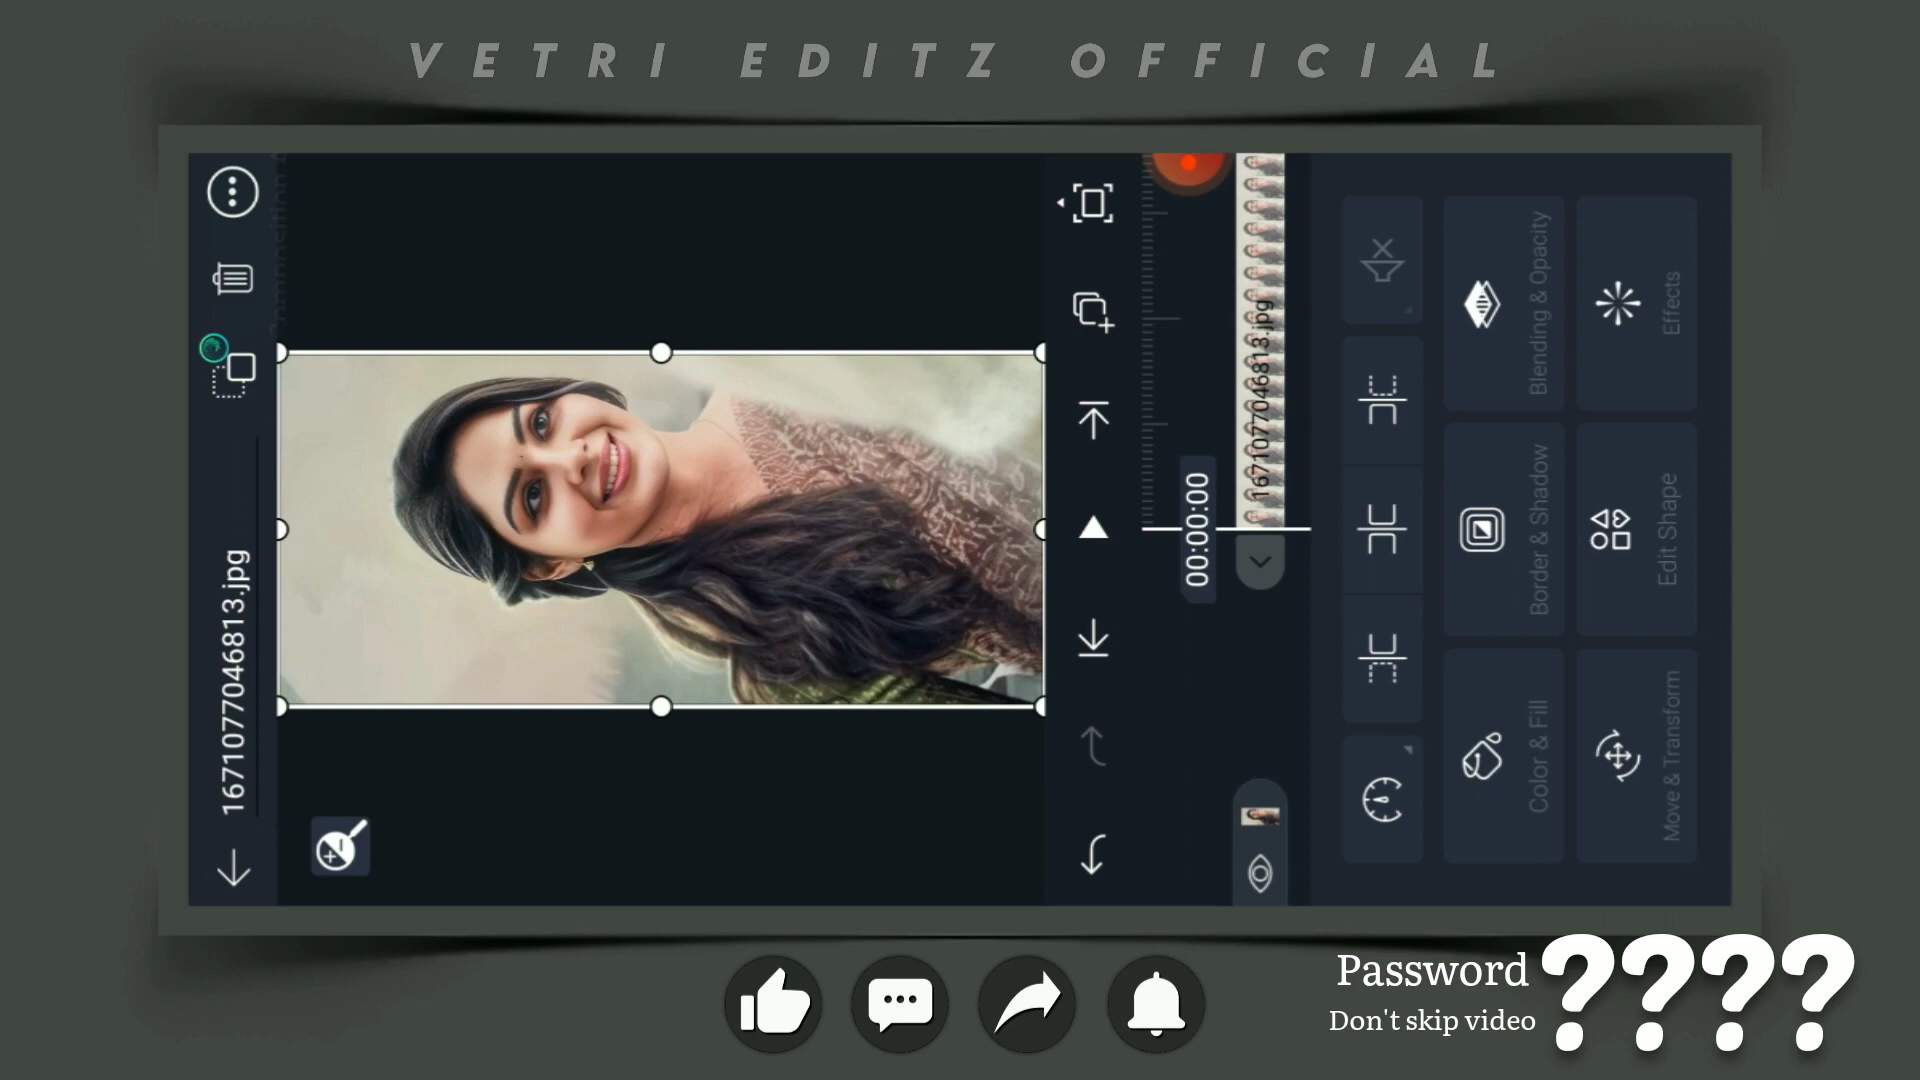 VETRI EDITZ OFFICIAL
1671077046813.jpg
00:00:00
1671077046813.jpg
Blending & Opacity
Effects
Border & Shadow
Edit Shape
Color & Fill
Move & Transform
Password ????
Don't skip video